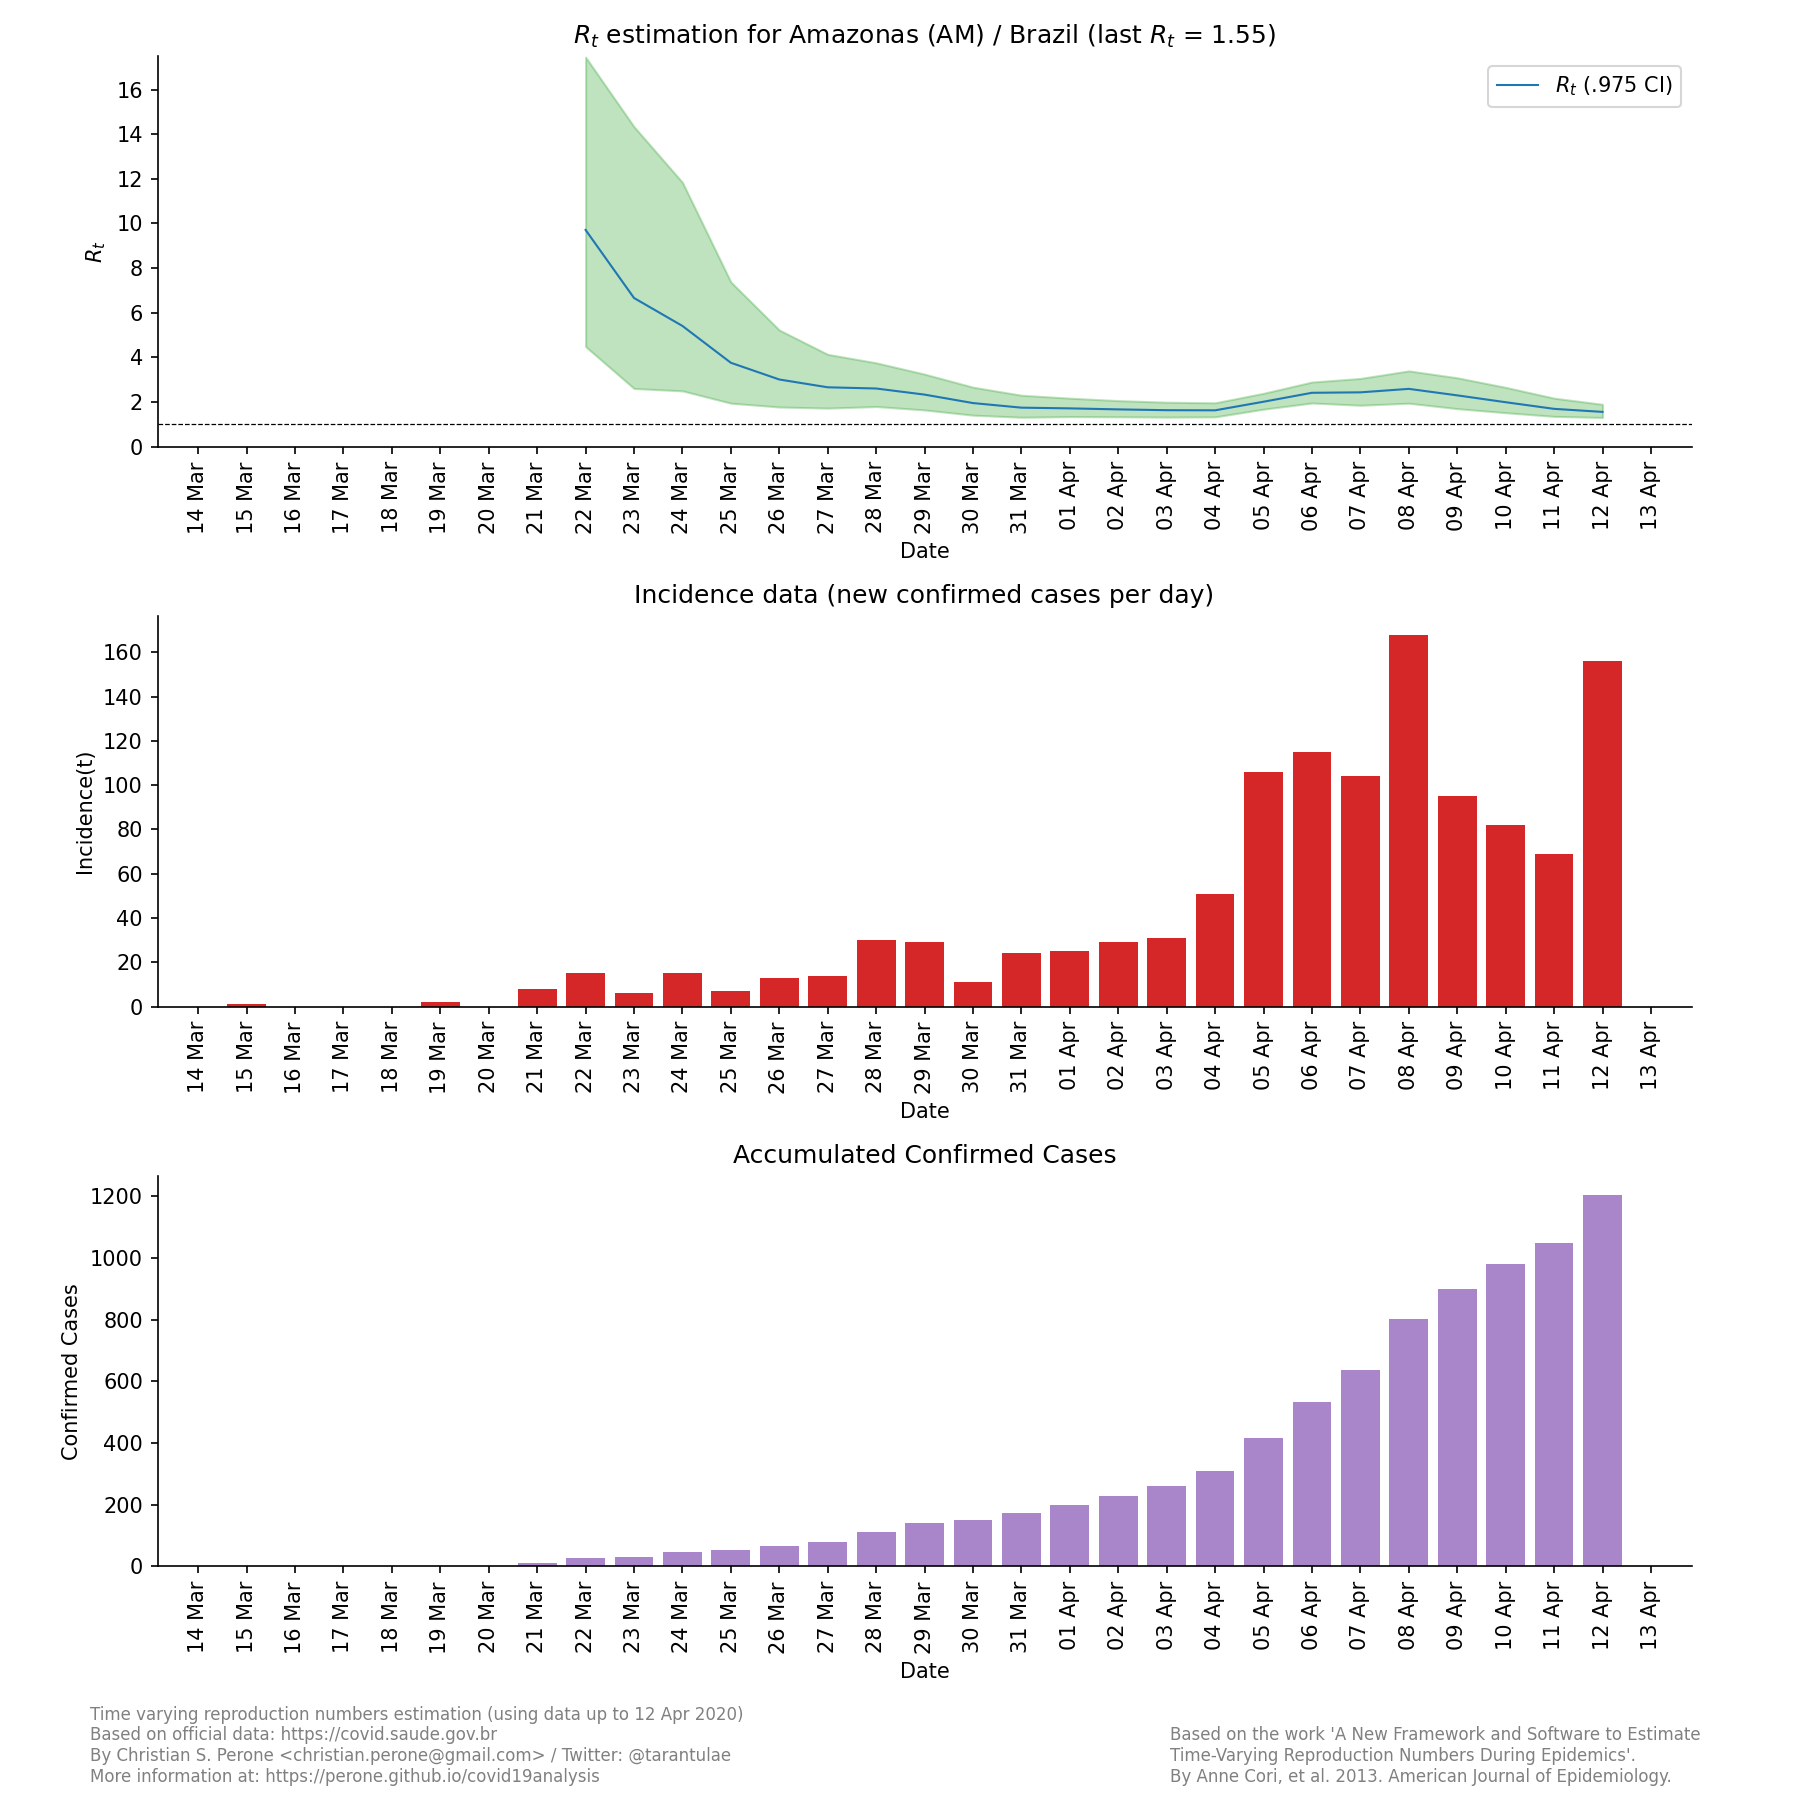 Rt estimation for Amazonas (AM) / Brazil (last Rt = 1.55)
Rt (.975 CI)
16
14
12
10
8
6
4
2
0
Rt
14 Mar 15 Mar 16 Mar 17 Mar 18 Mar 19 Mar 20 Mar 21 Mar 22 Mar 23 Mar 24 Mar 25 Mar 26 Mar 27 Mar 28 Mar 29 Mar 30 Mar 31 Mar 01 Apr 02 Apr 03 Apr 04 Apr 05 Apr 06 Apr 07 Apr 08 Apr 09 Apr 10 Apr 11 Apr 12 Apr 13 Apr
Date
Incidence data (new confirmed cases per day)
160
140
120
100
80
60
40
20
0
Incidence(t)
14 Mar 15 Mar 16 Mar 17 Mar 18 Mar 19 Mar 20 Mar 21 Mar 22 Mar 23 Mar 24 Mar 25 Mar 26 Mar 27 Mar 28 Mar 29 Mar 30 Mar 31 Mar 01 Apr 02 Apr 03 Apr 04 Apr 05 Apr 06 Apr 07 Apr 08 Apr 09 Apr 10 Apr 11 Apr 12 Apr 13 Apr
Date
Accumulated Confirmed Cases
1200
1000
800
600
400
200
0
Confirmed Cases
14 Mar 15 Mar 16 Mar 17 Mar 18 Mar 19 Mar 20 Mar 21 Mar 22 Mar 23 Mar 24 Mar 25 Mar 26 Mar 27 Mar 28 Mar 29 Mar 30 Mar 31 Mar 01 Apr 02 Apr 03 Apr 04 Apr 05 Apr 06 Apr 07 Apr 08 Apr 09 Apr 10 Apr 11 Apr 12 Apr 13 Apr
Date
Time varying reproduction numbers estimation (using data up to 12 Apr 2020)
Based on official data: https://covid.saude.gov.br
By Christian S. Perone <christian.perone@gmail.com> / Twitter: @tarantulae
More information at: https://perone.github.io/covid19analysis
Based on the work 'A New Framework and Software to Estimate
Time-Varying Reproduction Numbers During Epidemics'.
By Anne Cori, et al. 2013. American Journal of Epidemiology.